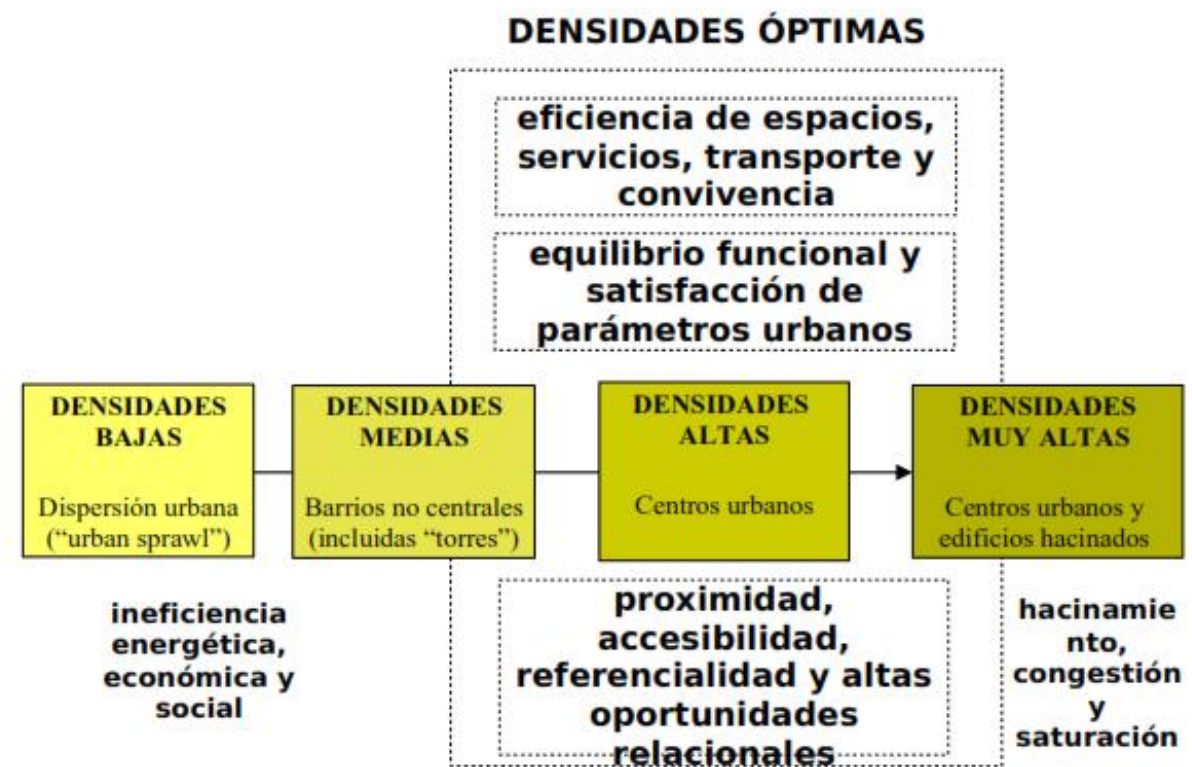 DENSIDADES ÓPTIMAS
eficiencia de espacios,
servicios, transporte y
convivencia
equilibrio funcional y
satisfacción de
parámetros urbanos
DENSIDADES
BAJAS
Dispersión urbana
(“urban sprawl”)
DENSIDADES
MEDIAS
Barrios no centrales
(incluidas “torres”)
DENSIDADES
ALTAS
Centros urbanos
DENSIDADES
MUY ALTAS
Centros urbanos y
edificios hacinados
ineficiencia
energética,
económica y
social
proximidad,
accesibilidad,
referencialidad y altas
oportunidades
relacionales
hacinamie
nto,
congestión
y
saturación